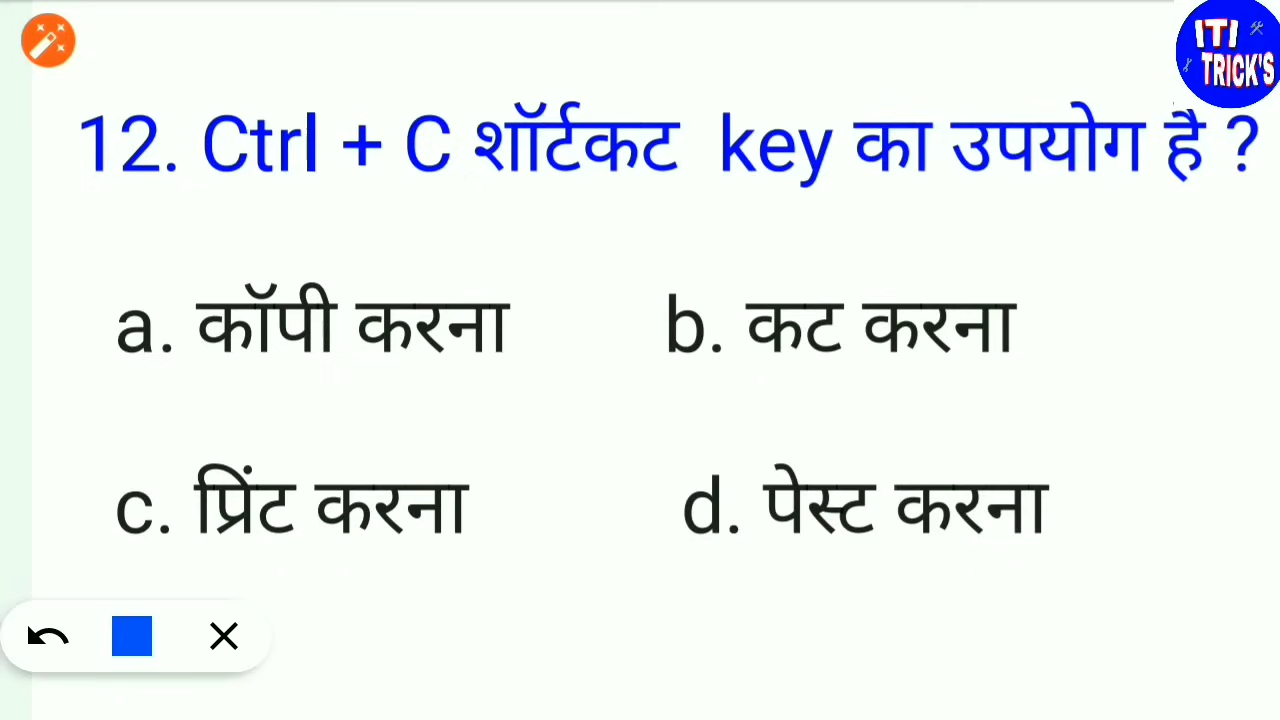 ITI
TRICK'S
12. Ctrl + C शॉर्टकट key का उपयोग है ?
a. कॉपी करना b. कट करना
c. प्रिंट करना d. पेस्ट करना